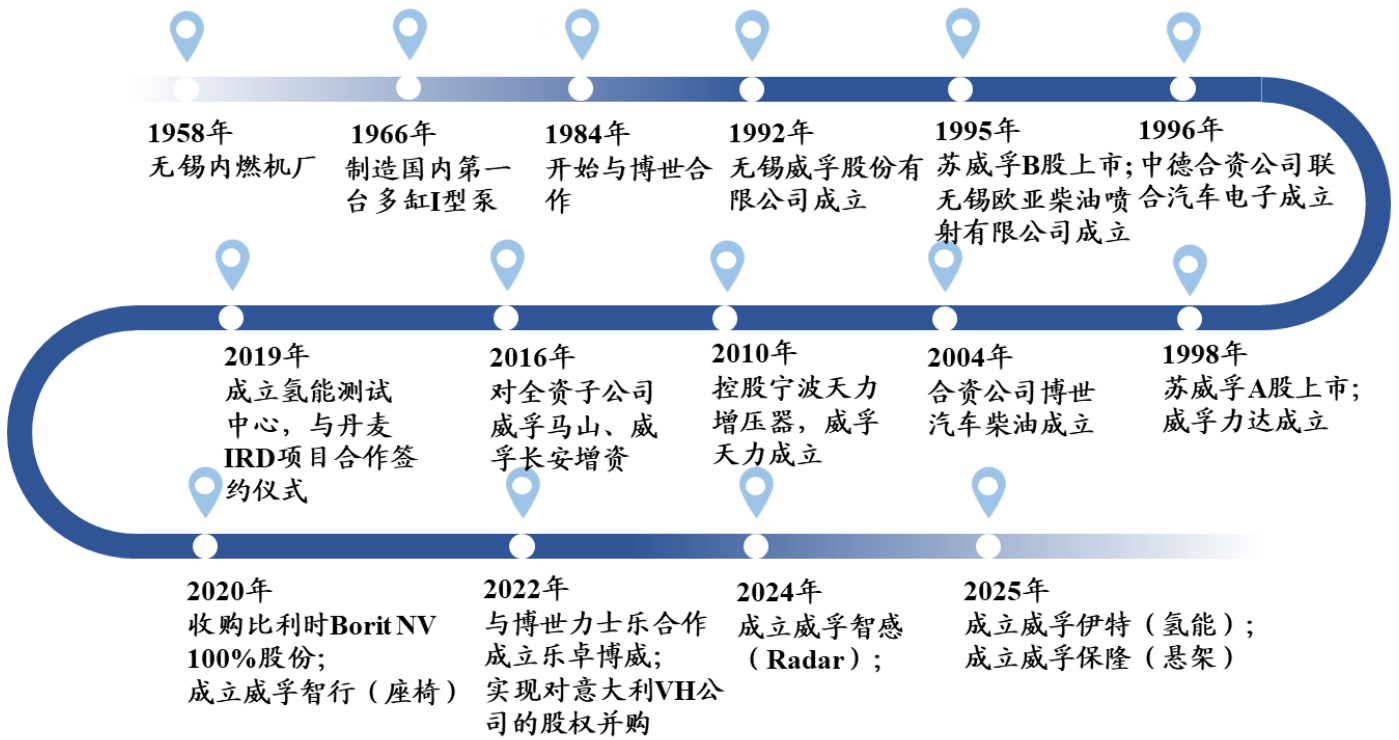 1958年
无锡内燃机厂
1966年
制造国内第一
台多缸I型泵
1984年
开始与博世合
作
1992年
无锡威孚股份有
限公司成立
1995年
苏威孚B股上市;
无锡欧亚柴油喷
射有限公司成立
1996年
中德合资公司联
合汽车电子成立
1998年
苏威孚A股上市;
威孚力达成立
2004年
合资公司博世
汽车柴油成立
2010年
控股宁波天力
增压器，威孚
天力成立
2016年
对全资子公司
威孚马山、威
孚长安增资
2019年
成立氢能测试
中心，与丹麦
IRD项目合作签
约仪式
2020年
收购比利时Borit NV
100%股份;
成立威孚智行（座椅）
2022年
与博世力士乐合作
成立乐卓博威;
实现对意大利VH公
司的股权并购
2024年
成立威孚智感
（Radar）;
2025年
成立威孚伊特（氢能）;
成立威孚保隆（悬架）